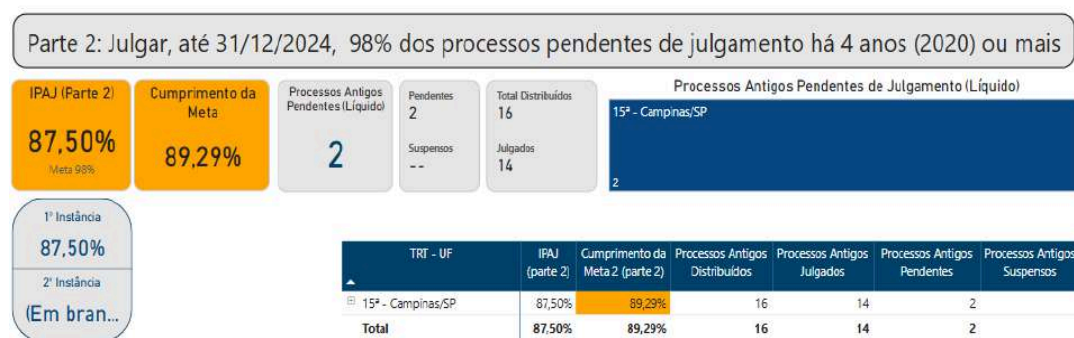 Parte 2: Julgar, até 31/12/2024, 98% dos processos pendentes de julgamento há 4 anos (2020) ou mais
IPAJ (Parte 2)
87,50%
Meta 98%
Cumprimento da
Meta
89,29%
Processos Antigos
Pendentes (Líquido)
2
Pendentes
2
Suspensos
--
Total Distribuídos
16
Julgados
14
Processos Antigos Pendentes de Julgamento (Líquido)
15ª - Campinas/SP
2
1ª Instância
87,50%
2ª Instância
(Em bran...
TRT - UF IPAJ (parte 2) Cumprimento da Meta 2 (parte 2) Processos Antigos Distribuídos Processos Antigos Julgados Processos Antigos Pendentes Processos Antigos Suspensos
15ª - Campinas/SP 87,50% 89,29% 16 14 2
Total 87,50% 89,29% 16 14 2